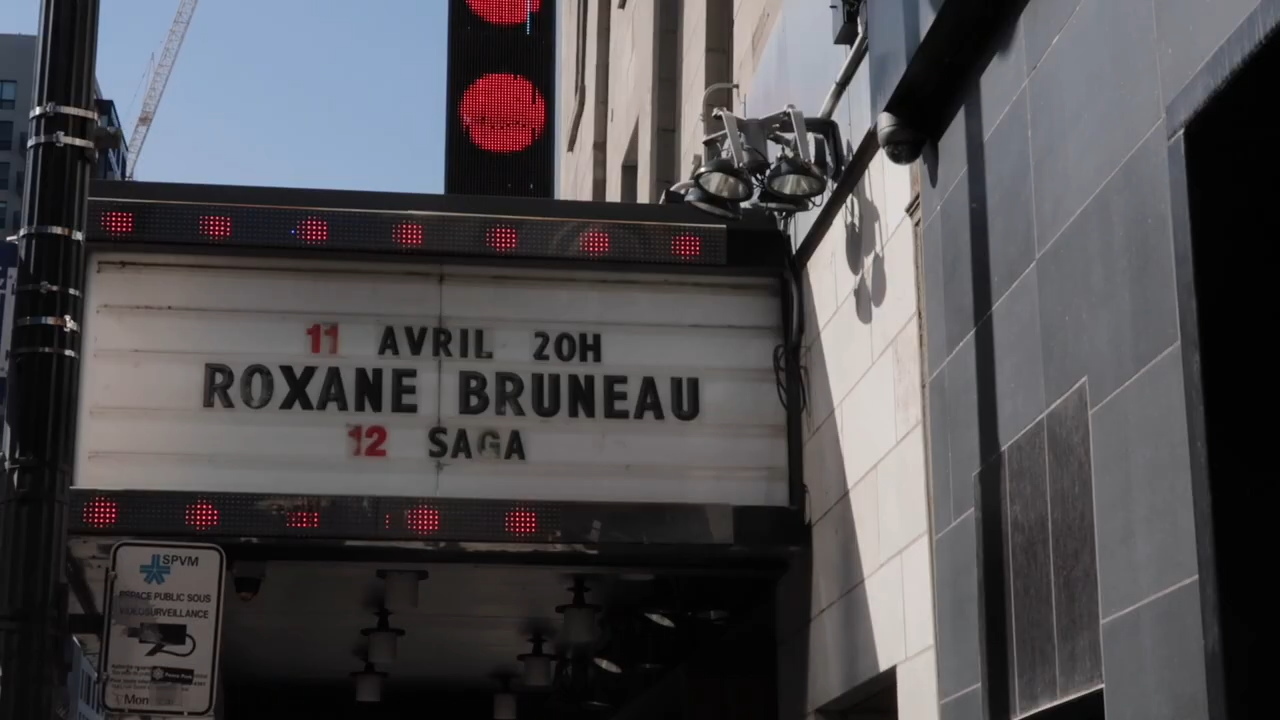 11 AVRIL 20H
ROXANE BRUNEAU
12 SAGA
SPVM
ESPACE PUBLIC SOUS
VIDÉOSURVEILLANCE